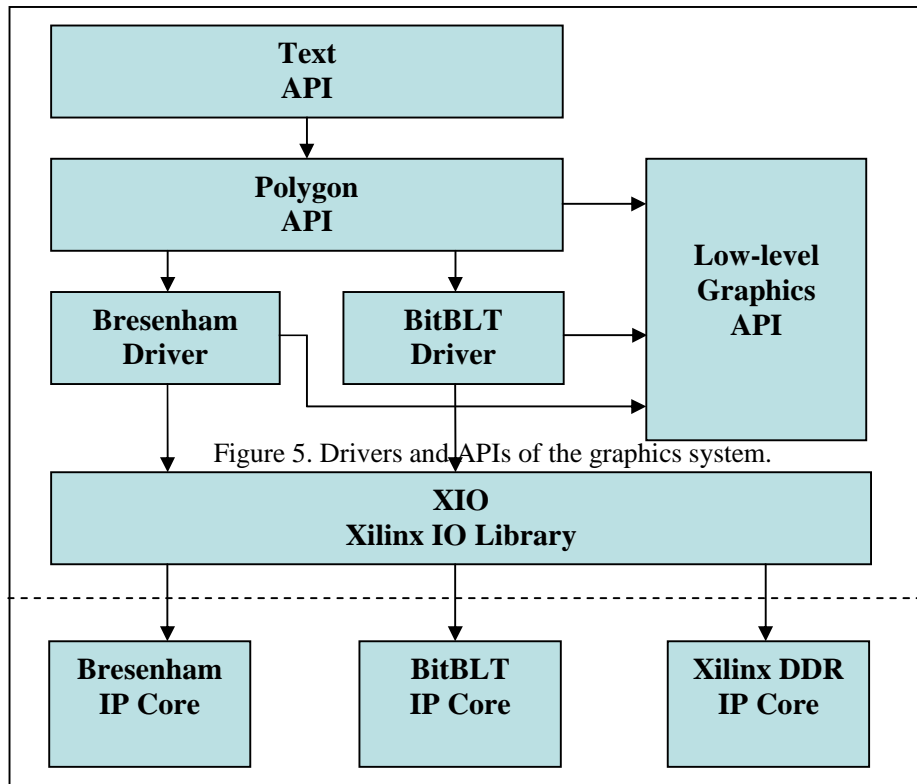 Text
API
Polygon
API
Low-level
Graphics
API
Bresenham
Driver
BitBLT
Driver
Figure 5. Drivers and APIs of the graphics system.
XIO
Xilinx IO Library
Bresenham
IP Core
BitBLT
IP Core
Xilinx DDR
IP Core